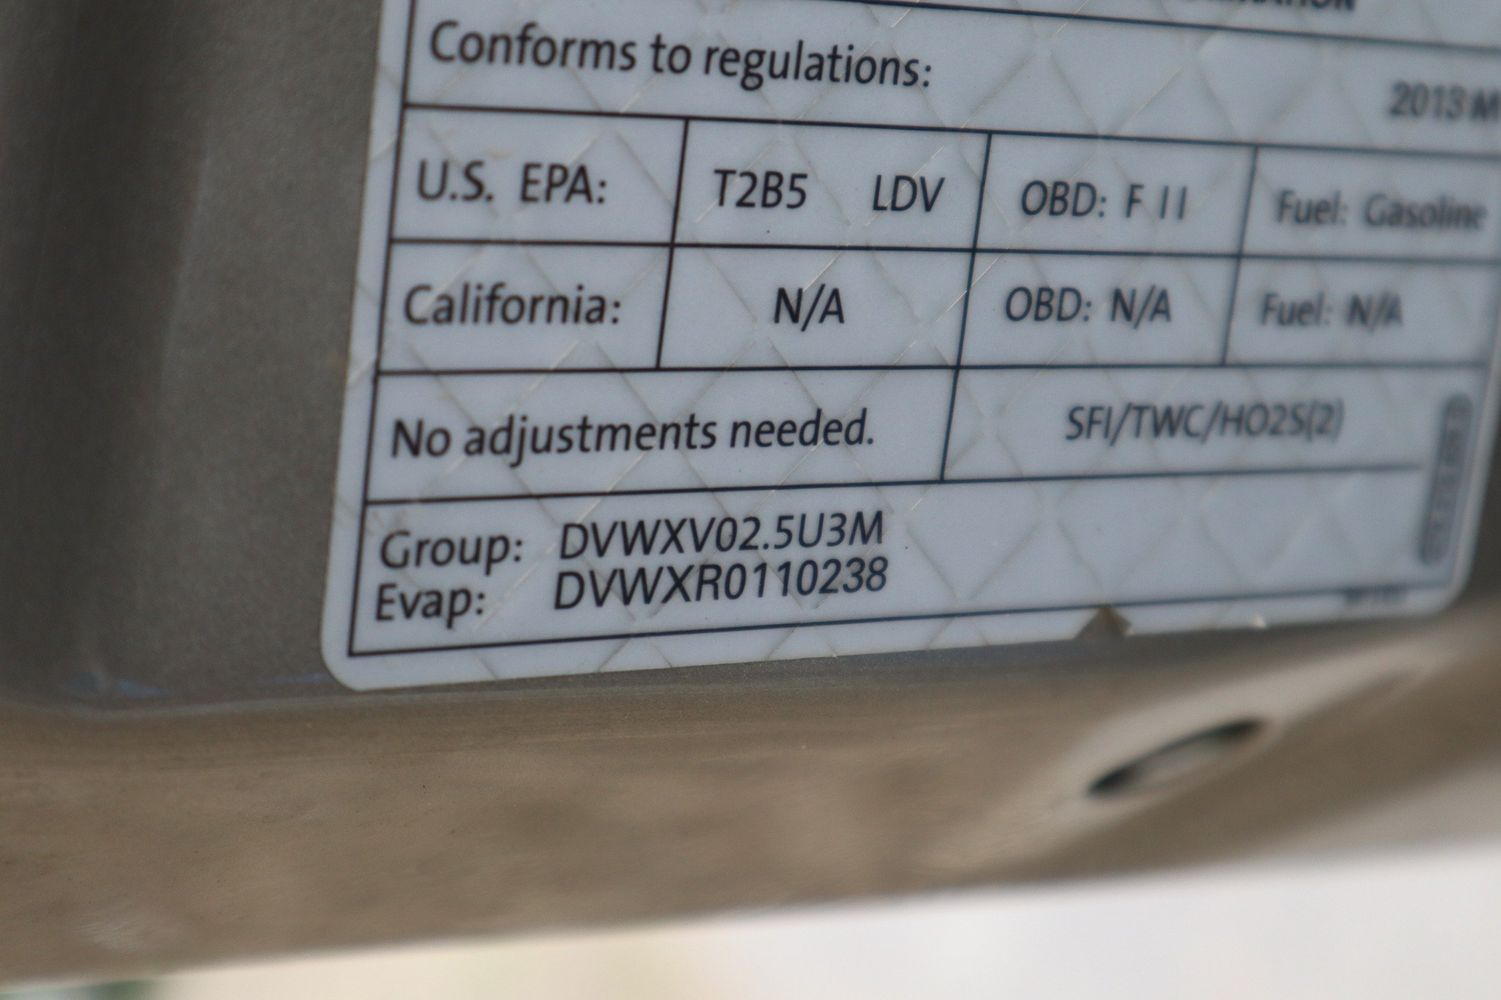 Conforms to regulations:
2013 M
U.S. EPA: T2B5 LDV OBD: F II Fuel: Gasoline
California: N/A OBD: N/A Fuel: N/A
No adjustments needed. SFI/TWC/HO2S(2)
Group: DVWXV02.5U3M
Evap: DVWXR0110238